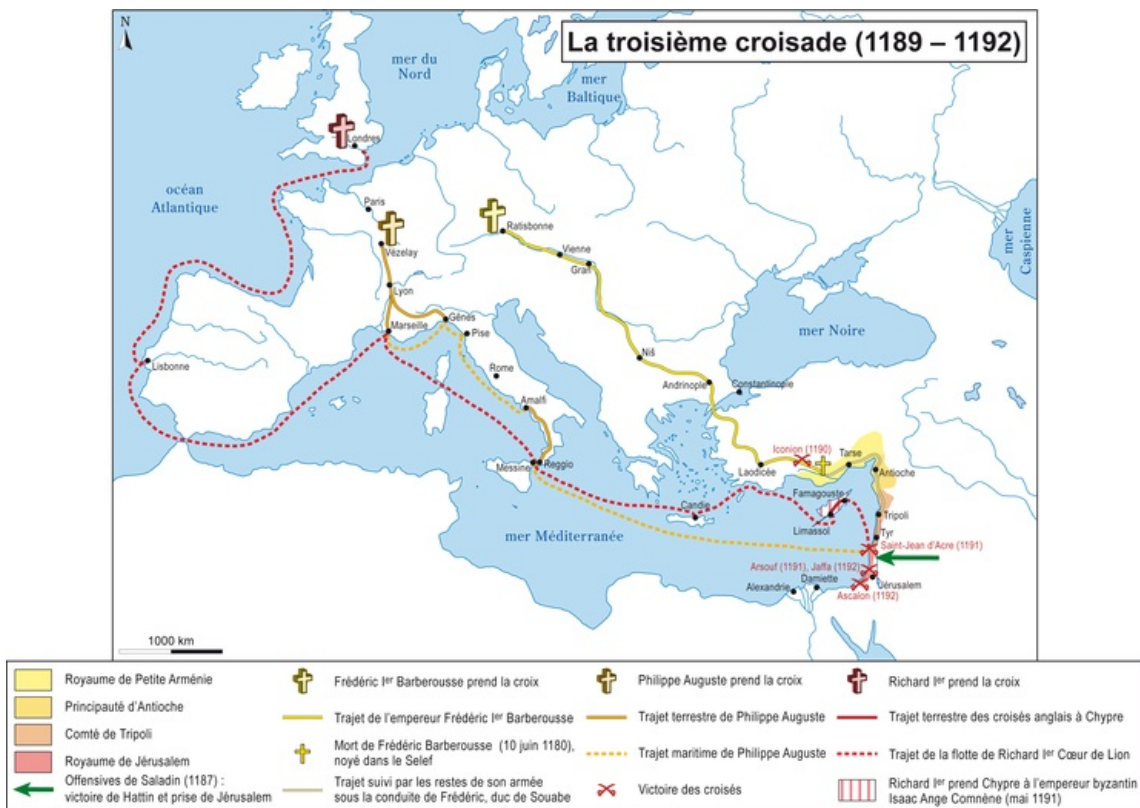 N
La troisième croisade (1189 – 1192)
mer du
Nord
mer
Baltique
Londres
océan
Atlantique
Paris
Ratisbonne
mer
Caspienne
Vézelay
Vienne
Gran
Lyon
Gênes
Marseille
Pise
mer Noire
Niš
Lisbonne
Rome
Andrinople
Constantinople
Amalfi
Iconion (1190)
Tarse
Messine
Reggio
Laodicée
Antioche
Famagouste
Candie
Limassol
Tripoli
mer Méditerranée
Tyr
Saint-Jean d'Acre (1191)
Arsouf (1191), Jaffa (1192)
Alexandrie
Damiette
Jérusalem
Ascalon (1192)
1000 km
Royaume de Petite Arménie
Principauté d'Antioche
Comté de Tripoli
Royaume de Jérusalem
Offensives de Saladin (1187) :
victoire de Hattin et prise de Jérusalem
Frédéric Ier Barberousse prend la croix
Trajet de l'empereur Frédéric Ier Barberousse
Mort de Frédéric Barberousse (10 juin 1180),
noyé dans le Selef
Trajet suivi par les restes de son armée
sous la conduite de Frédéric, duc de Souabe
Philippe Auguste prend la croix
Trajet terrestre de Philippe Auguste
Trajet maritime de Philippe Auguste
Victoire des croisés
Richard Ier prend la croix
Trajet terrestre des croisés anglais à Chypre
Trajet de la flotte de Richard Ier Cœur de Lion
Richard Ier prend Chypre à l'empereur byzantin
Isaac Ange Comnène (mai 1191)